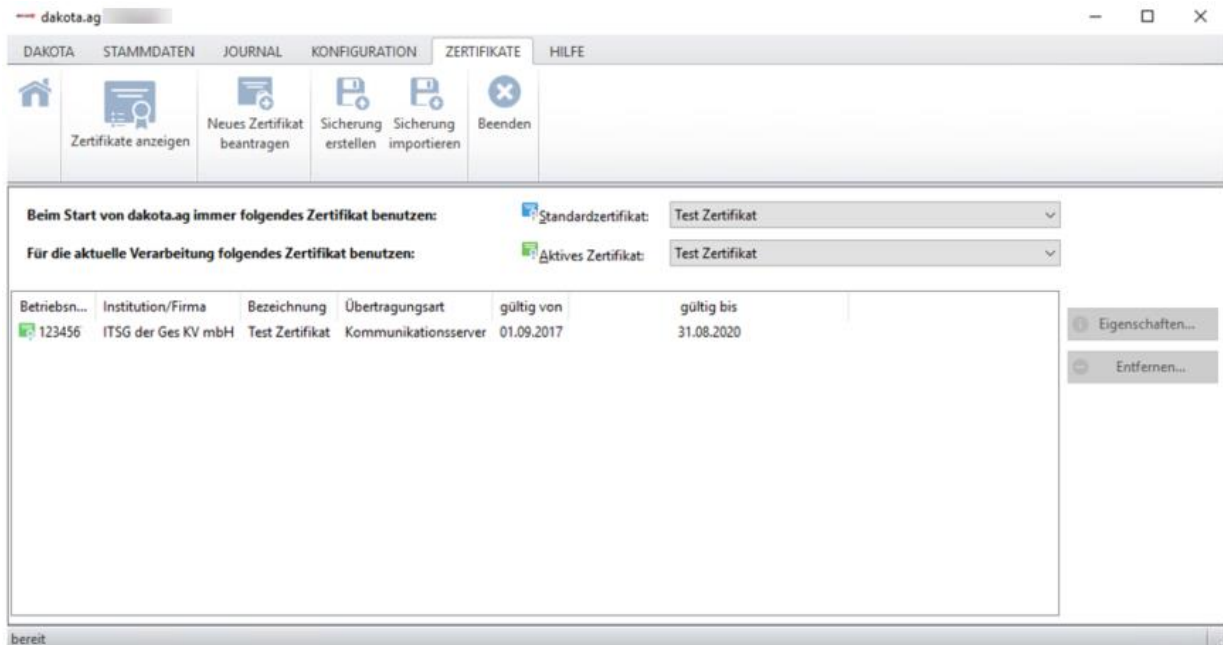 dakota.ag
DAKOTA STAMMDATEN JOURNAL KONFIGURATION ZERTIFIKATE HILFE
Zertifikate anzeigen
Neues Zertifikat
beantragen
Sicherung
erstellen
Sicherung
importieren
Beenden
Beim Start von dakota.ag immer folgendes Zertifikat benutzen: Standardzertifikat: Test Zertifikat
Für die aktuelle Verarbeitung folgendes Zertifikat benutzen: Aktives Zertifikat: Test Zertifikat
Betriebsn... Institution/Firma Bezeichnung Übertragungsart gültig von gültig bis
123456 ITSG der Ges KV mbH Test Zertifikat Kommunikationsserver 01.09.2017 31.08.2020
Eigenschaften...
Entfernen...
bereit